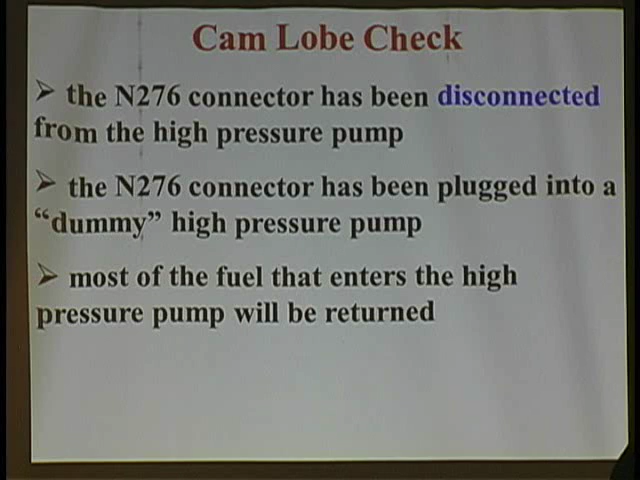 Cam Lobe Check
➢ the N276 connector has been disconnected
from the high pressure pump
➢ the N276 connector has been plugged into a
“dummy” high pressure pump
➢ most of the fuel that enters the high
pressure pump will be returned